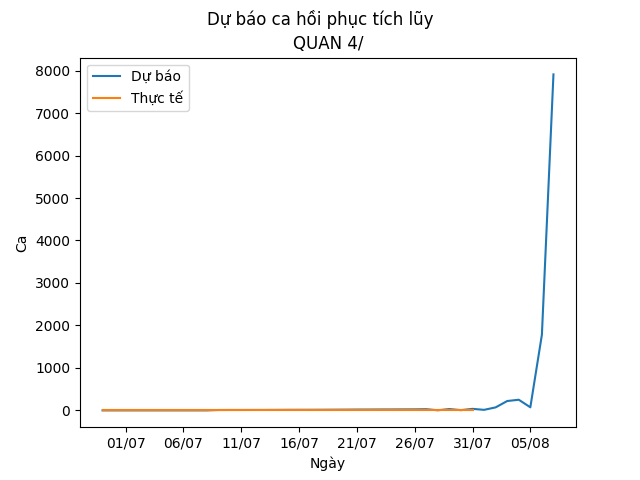 Dự báo ca hồi phục tích lũy
QUAN 4/
Dự báo
Thực tế
8000
7000
6000
5000
4000
3000
2000
1000
0
Ca
01/07
06/07
11/07
16/07
21/07
26/07
31/07
05/08
Ngày